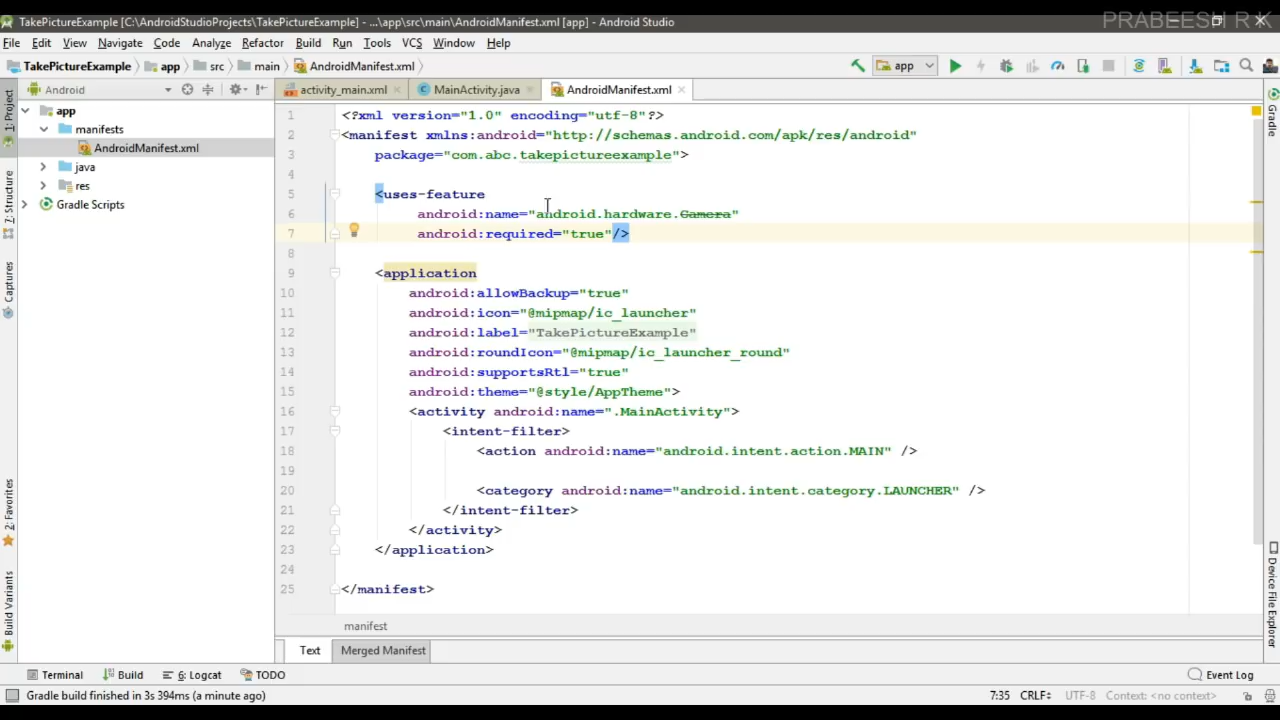 PRABEESH R K
TakePictureExample [C:\AndroidStudioProjects\TakePictureExample] - ...\app\src\main\AndroidManifest.xml [app] - Android Studio
File Edit View Navigate Code Analyze Refactor Build Run Tools VCS Window Help
TakePictureExample app src main AndroidManifest.xml app
Android activity_main.xml MainActivity.java AndroidManifest.xml
1: Project
7: Structure
Captures
2: Favorites
Build Variants
app
manifests
AndroidManifest.xml
java
res
Gradle Scripts
1 <?xml version="1.0" encoding="utf-8"?>
2 <manifest xmlns:android="http://schemas.android.com/apk/res/android"
3 package="com.abc.takepictureexample">
4
5 <uses-feature
6 android:name="android.hardware.Camera"
7 android:required="true"/>
8
9 <application
10 android:allowBackup="true"
11 android:icon="@mipmap/ic_launcher"
12 android:label="TakePictureExample"
13 android:roundIcon="@mipmap/ic_launcher_round"
14 android:supportsRtl="true"
15 android:theme="@style/AppTheme">
16 <activity android:name=".MainActivity">
17 <intent-filter>
18 <action android:name="android.intent.action.MAIN" />
19
20 <category android:name="android.intent.category.LAUNCHER" />
21 </intent-filter>
22 </activity>
23 </application>
24
25 </manifest>
manifest
Text Merged Manifest
Gradle
Device File Explorer
Terminal Build 6: Logcat TODO Event Log
Gradle build finished in 3s 394ms (a minute ago) 7:35 CRLF UTF-8 Context: <no context>